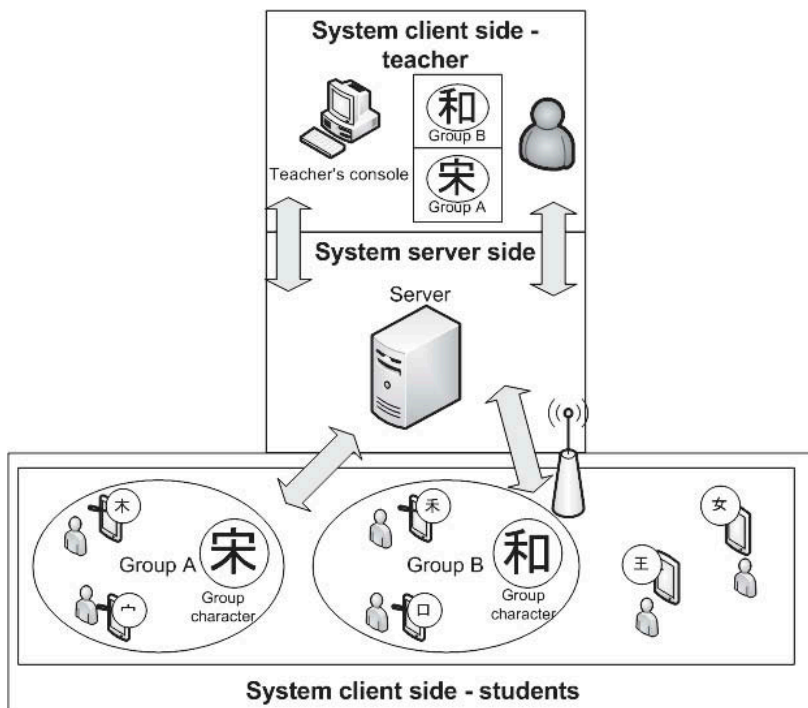 System client side -
teacher
和
Group B
Teacher's console
宋
Group A
System server side
Server
木
Group A
宋
Group
character
宀
禾
Group B
和
Group
character
口
王
女
System client side - students